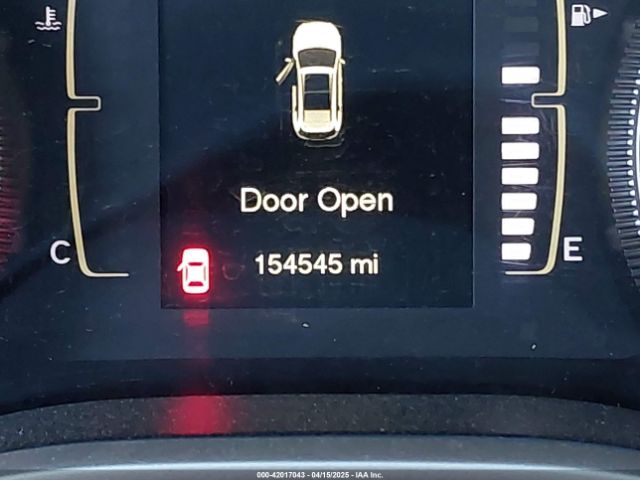 Door Open
154545 mi
C
E
000-42017043 - 04/15/2025 - IAA Inc.